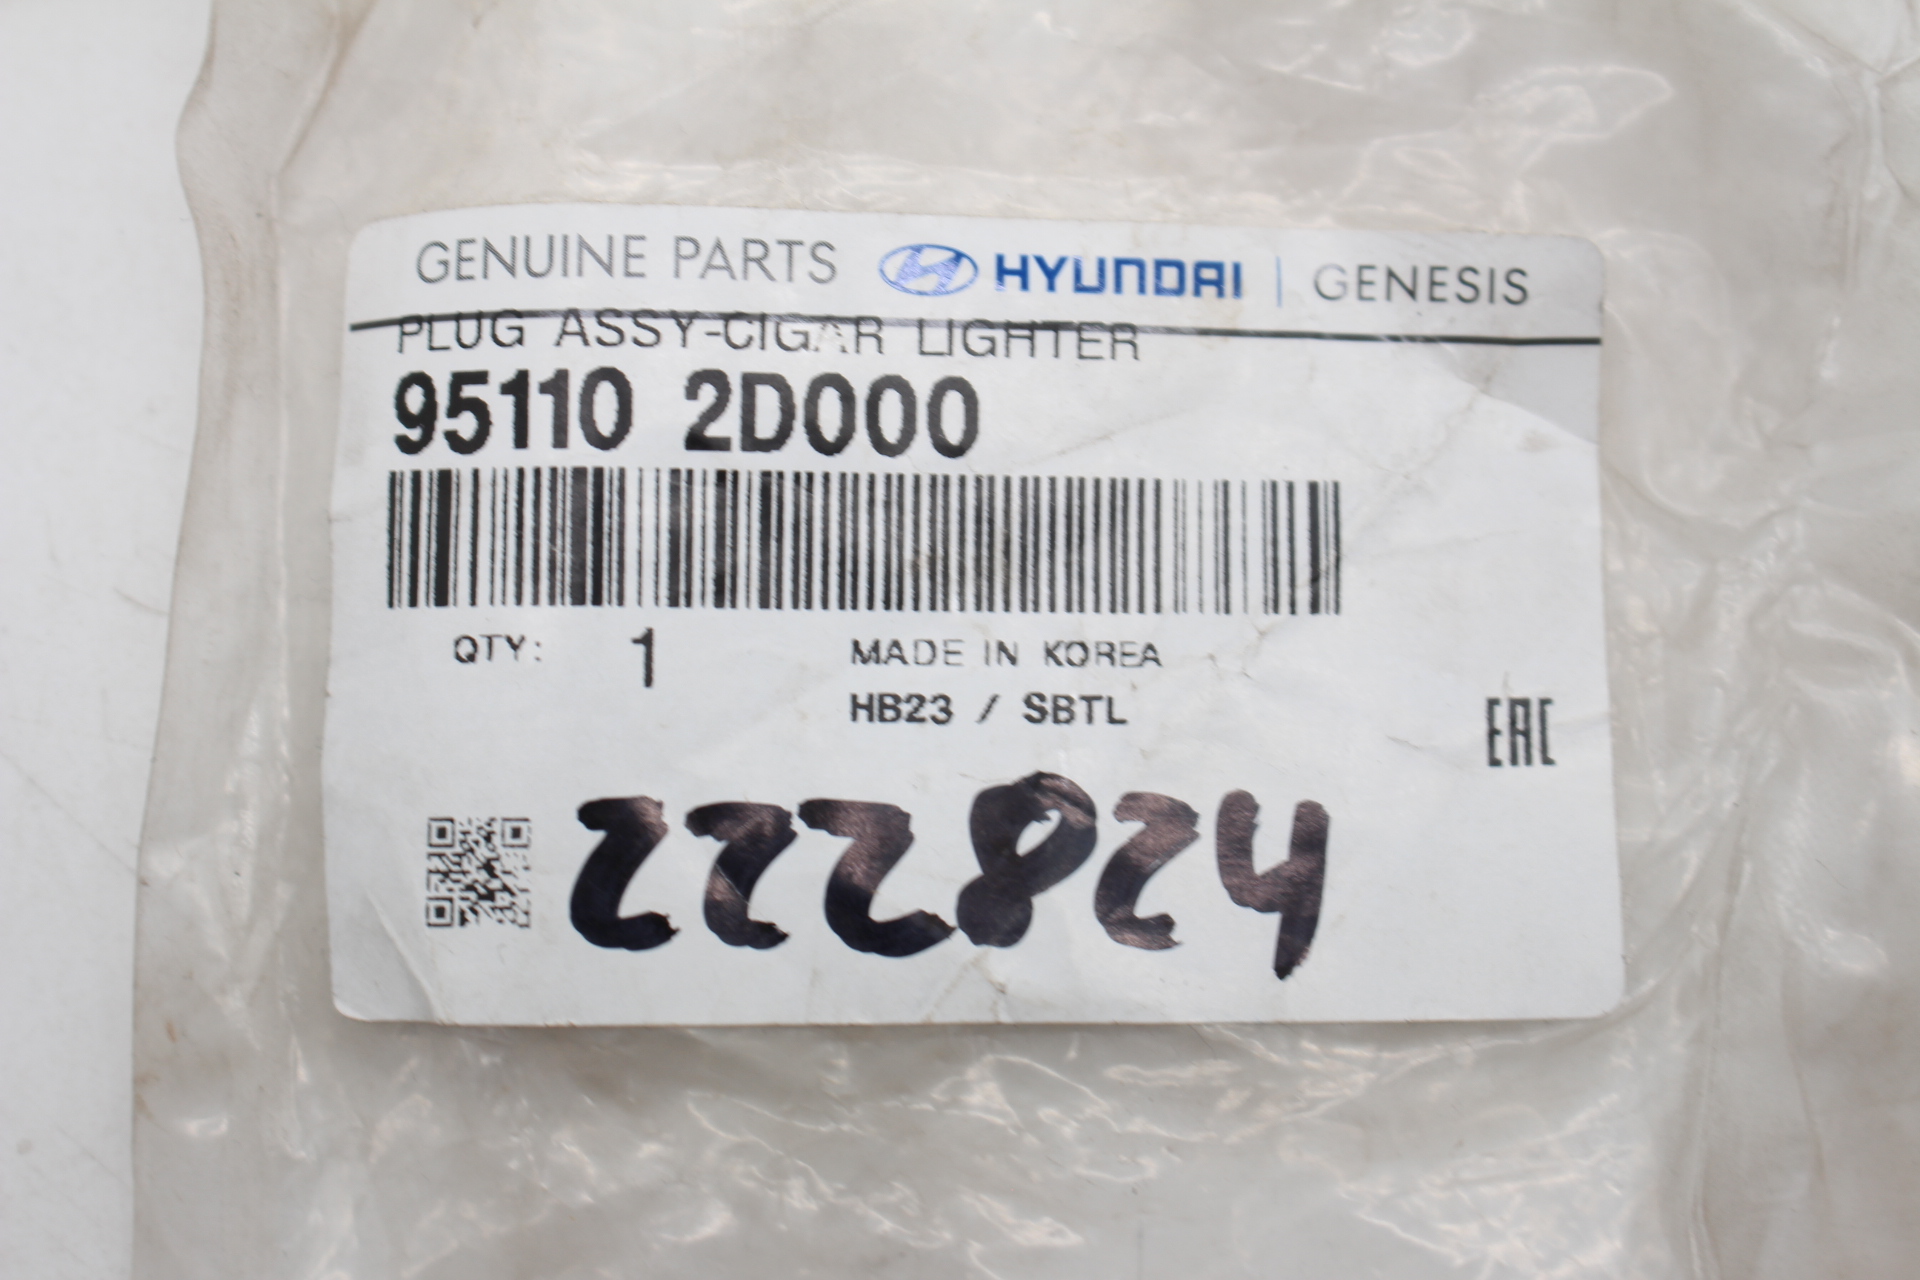 GENUINE PARTS HYUNDAI | GENESIS
PLUG ASSY-CIGAR LIGHTER
95110 2D000
QTY: 1 MADE IN KOREA
HB23 / SBTL
EAC
222824